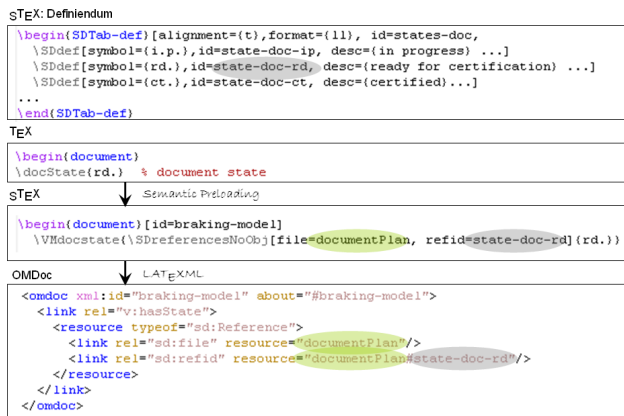 STEX: Definiendum
\begin{SDTab-def}[alignment={t},format={ll}, id=states-doc,
\SDdef[symbol={i.p.},id=state-doc-ip, desc={in progress} ...]
\SDdef[symbol={rd.},id=state-doc-rd, desc={ready for certification} ...]
\SDdef[symbol={ct.},id=state-doc-ct, desc={certified}...]
...
\end{SDTab-def}
TEX
\begin{document}
\docState{rd.} % document state
Semantic Preloading
STEX
\begin{document}[id=braking-model]
\VMdocstate{\SDreferencesNoObj[file=documentPlan, refid=state-doc-rd]{rd.}}
LATEXML
OMDoc
<omdoc xml:id="braking-model" about="#braking-model">
<link rel="v:hasState">
<resource typeof="sd:Reference">
<link rel="sd:file" resource="documentPlan"/>
<link rel="sd:refid" resource="documentPlan#state-doc-rd"/>
</resource>
</link>
</omdoc>